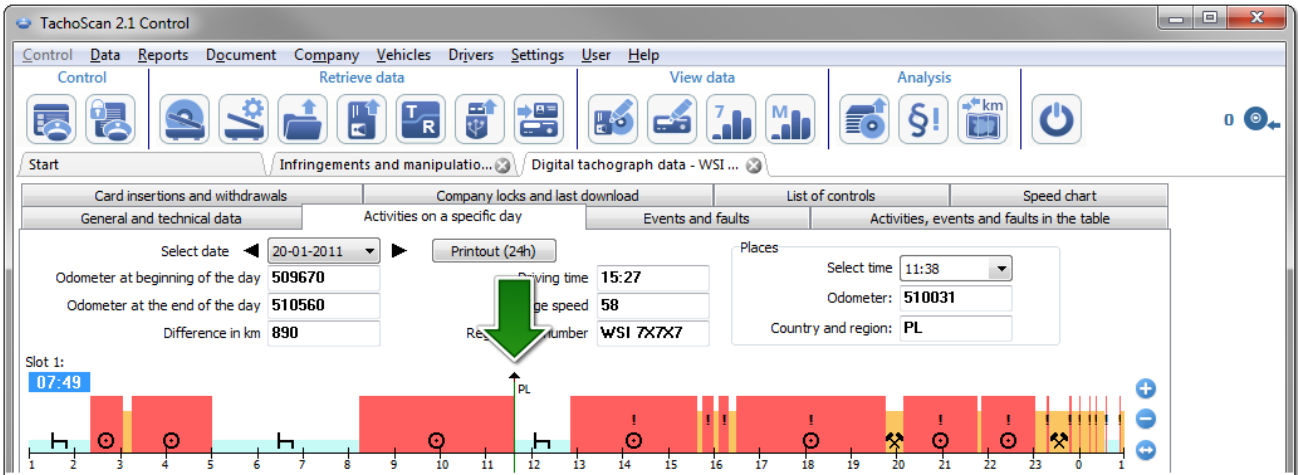 TachoScan 2.1 Control
Control Data Reports Document Company Vehicles Drivers Settings User Help
Control Retrieve data View data Analysis
T R 7 M §! km 0
Start Infringements and manipulatio... Digital tachograph data - WSI ...
Card insertions and withdrawals Company locks and last download List of controls Speed chart
General and technical data Activities on a specific day Events and faults Activities, events and faults in the table
Select date 20-01-2011 Printout (24h) Places
Select time 11:38
Odometer at beginning of the day 509670 Driving time 15:27
Odometer: 510031
Odometer at the end of the day 510560 ge speed 58
Country and region: PL
Difference in km 890 Re number WSI 7X7X7
Slot 1:
07:49
PL
! ! ! ! ! ! ! ! ! ! !
1 2 3 4 5 6 7 8 9 10 11 12 13 14 15 16 17 18 19 20 21 22 23 0 1